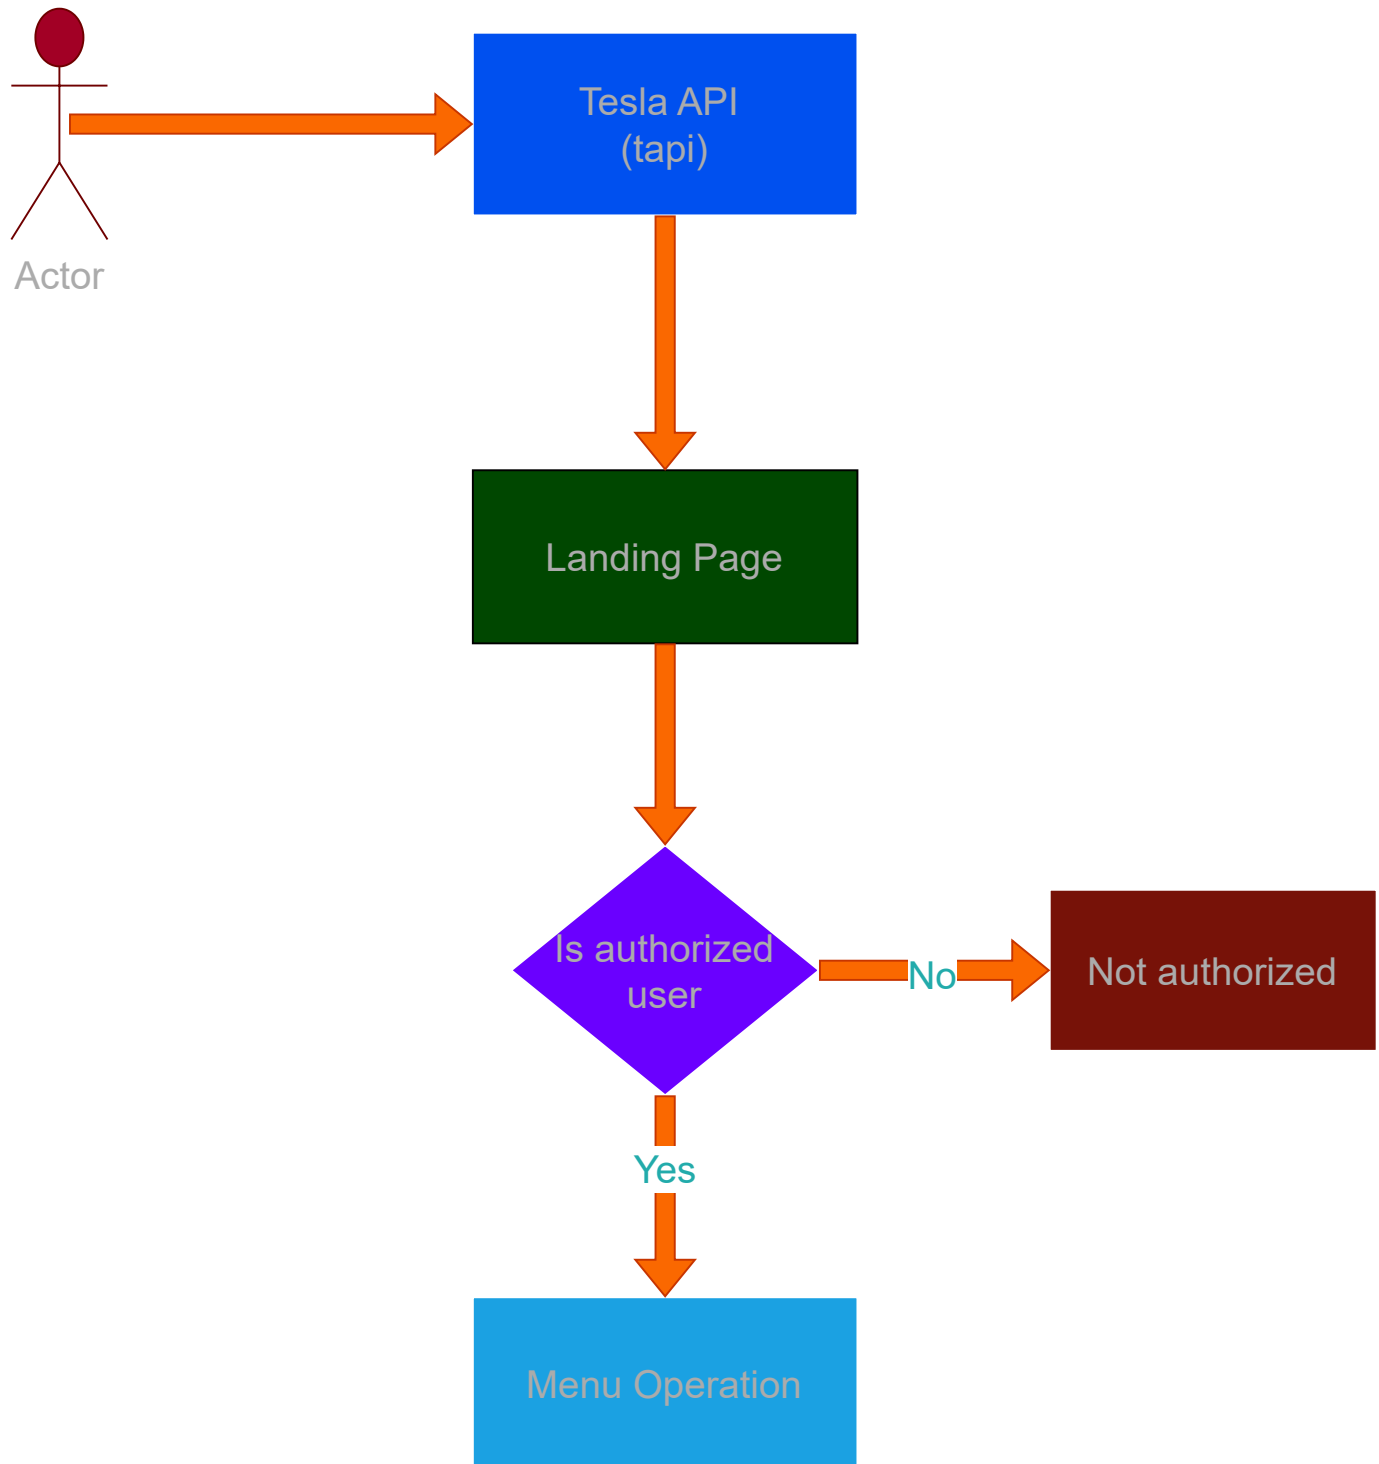 Tesla API
(tapi)
Actor
Landing Page
Is authorized
user
No
Not authorized
Yes
Menu Operation